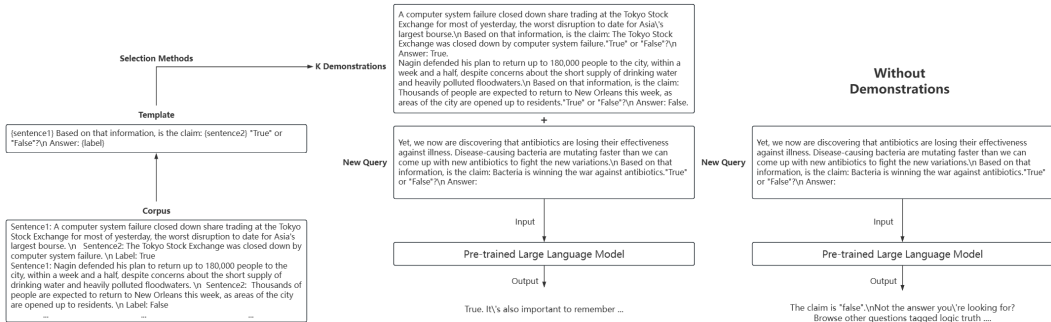 Selection Methods
Template
{sentence1} Based on that information, is the claim: {sentence2} "True" or
"False"?\n Answer: {label}
Corpus
Sentence1: A computer system failure closed down share trading at the Tokyo
Stock Exchange for most of yesterday, the worst disruption to date for Asia\'s
largest bourse. \n Sentence2: The Tokyo Stock Exchange was closed down by
computer system failure. \n Label: True
Sentence1: Nagin defended his plan to return up to 180,000 people to the
city, within a week and a half, despite concerns about the short supply of
drinking water and heavily polluted floodwaters. \n Sentence2: Thousands of
people are expected to return to New Orleans this week, as areas of the city
are opened up to residents. \n Label: False
... ... ...
K Demonstrations
A computer system failure closed down share trading at the Tokyo Stock
Exchange for most of yesterday, the worst disruption to date for Asia\'s
largest bourse.\n Based on that information, is the claim: The Tokyo Stock
Exchange was closed down by computer system failure."True" or "False"?\n
Answer: True.
Nagin defended his plan to return up to 180,000 people to the city, within a
week and a half, despite concerns about the short supply of drinking water
and heavily polluted floodwaters.\n Based on that information, is the claim:
Thousands of people are expected to return to New Orleans this week, as
areas of the city are opened up to residents."True" or "False"?\n Answer: False.
+
New Query
Yet, we now are discovering that antibiotics are losing their effectiveness
against illness. Disease-causing bacteria are mutating faster than we can
come up with new antibiotics to fight the new variations.\n Based on that
information, is the claim: Bacteria is winning the war against antibiotics."True"
or "False"?\n Answer:
Input
Pre-trained Large Language Model
Output
True. It\'s also important to remember ...
Without
Demonstrations
New Query
Yet, we now are discovering that antibiotics are losing their effectiveness
against illness. Disease-causing bacteria are mutating faster than we can
come up with new antibiotics to fight the new variations.\n Based on that
information, is the claim: Bacteria is winning the war against antibiotics."True"
or "False"?\n Answer:
Input
Pre-trained Large Language Model
Output
The claim is "false".\nNot the answer you\'re looking for?
Browse other questions tagged logic truth ....